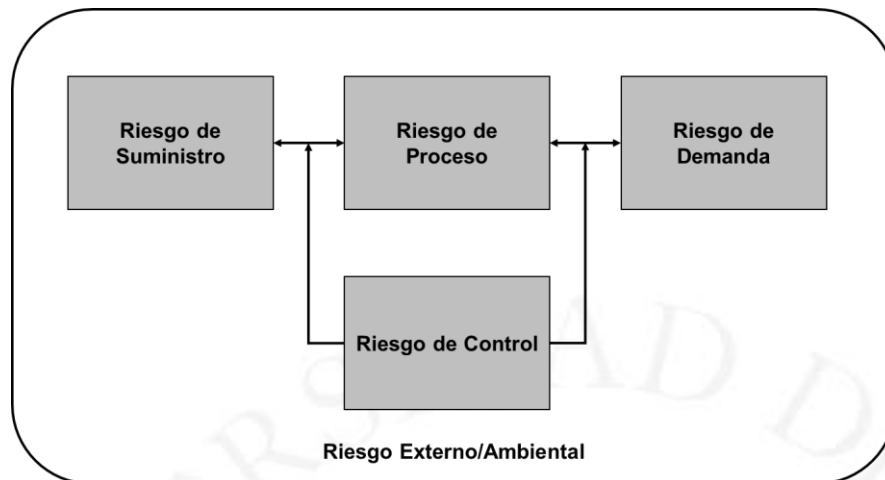 Riesgo de
Suministro
Riesgo de
Proceso
Riesgo de
Demanda
Riesgo de Control
Riesgo Externo/Ambiental